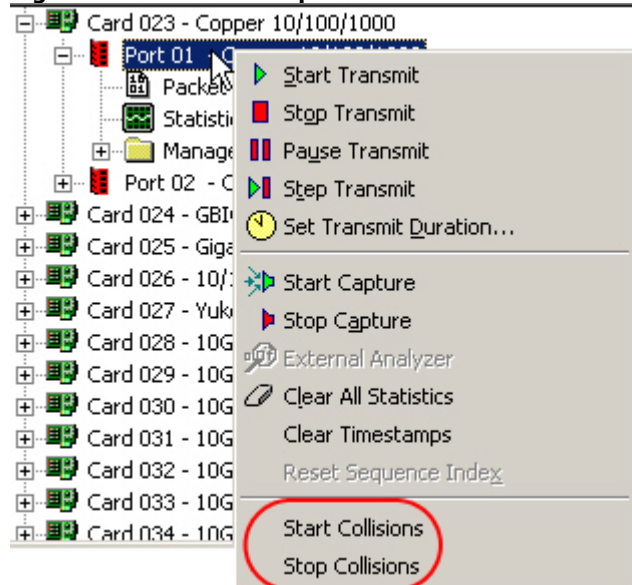 Card 023 - Copper 10/100/1000
Port 01 -
Start Transmit
Stop Transmit
Pause Transmit
Step Transmit
Set Transmit Duration...
Start Capture
Stop Capture
External Analyzer
Clear All Statistics
Clear Timestamps
Reset Sequence Index
Start Collisions
Stop Collisions
Packet
Statisti
Manage
Port 02 - C
Card 024 - GBI
Card 025 - Giga
Card 026 - 10/
Card 027 - Yuk
Card 028 - 10G
Card 029 - 10G
Card 030 - 10G
Card 031 - 10G
Card 032 - 10G
Card 033 - 10G
Card 034 - 10G